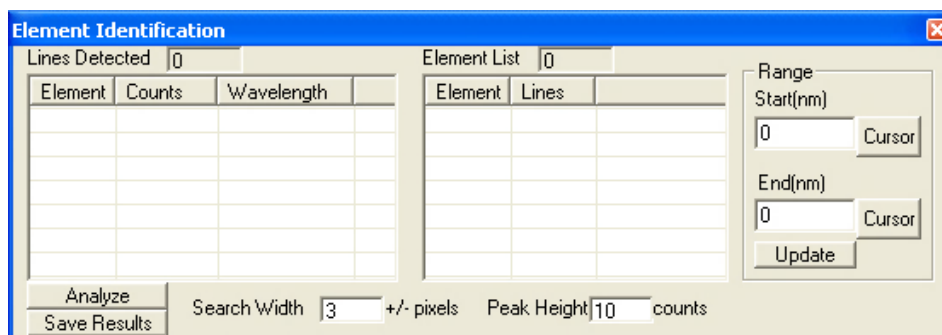 Element Identification
Lines Detected 0
Element Counts Wavelength
Element List 0
Element Lines
Range
Start(nm)
0 Cursor
End(nm)
0 Cursor
Update
Analyze
Save Results
Search Width 3 +/- pixels Peak Height 10 counts